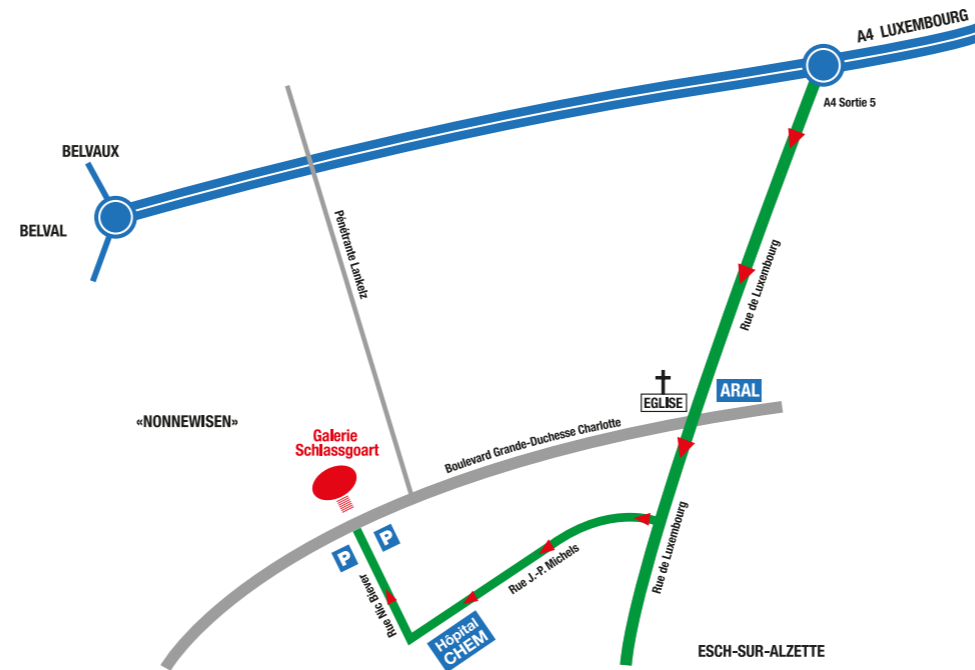 A4 LUXEMBOURG
A4 Sortie 5
BELVAUX
BELVAL
Pénétrante Lankelz
Rue de Luxembourg
ARAL
EGLISE
«NONNEWISEN»
Galerie
Schlassgoart
Boulevard Grande-Duchesse Charlotte
P
P
Rue de Luxembourg
Rue J.-P. Michels
Rue Nic Biever
Hôpital
CHEM
ESCH-SUR-ALZETTE